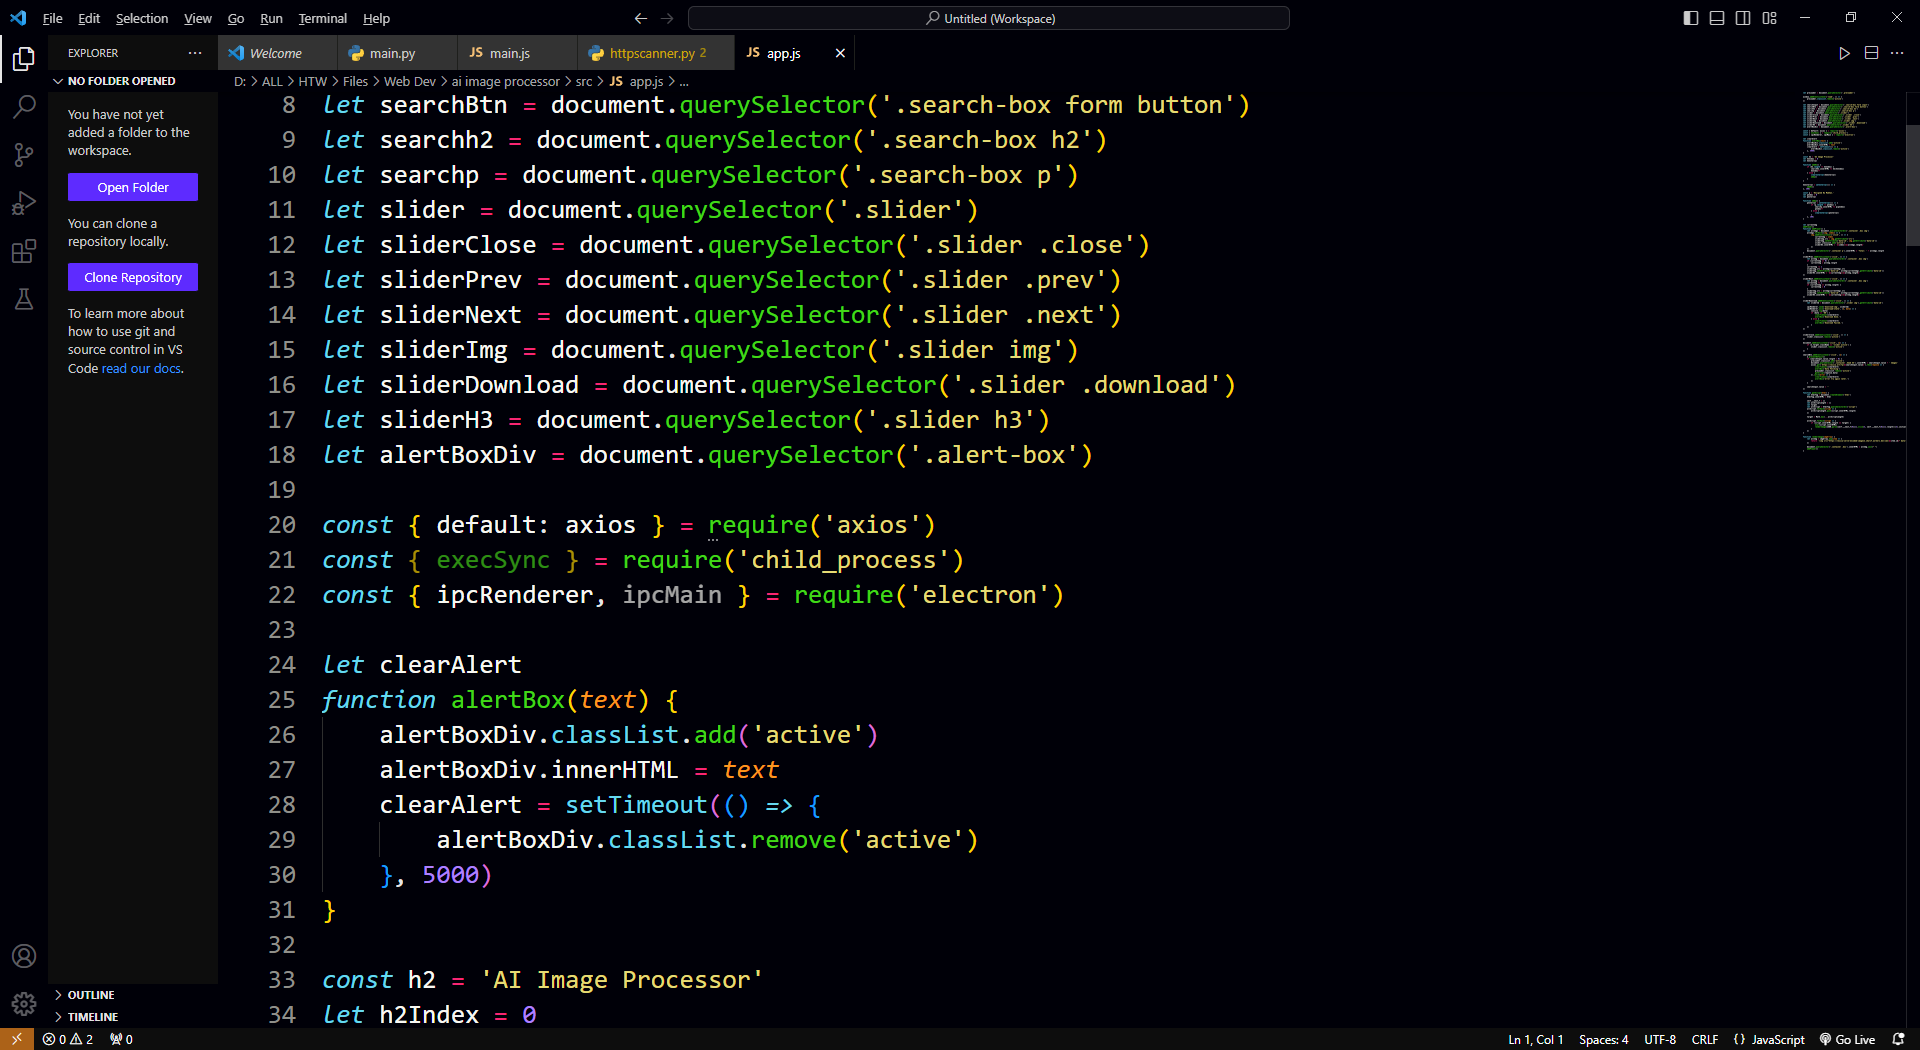 File Edit Selection View Go Run Terminal Help
Untitled (Workspace)
EXPLORER
Welcome
main.py
JS main.js
httpscanner.py 2
JS app.js
NO FOLDER OPENED
D: > ALL > HTW > Files > Web Dev > ai image processor > src > JS app.js > ...
You have not yet
added a folder to the
workspace.
Open Folder
You can clone a
repository locally.
Clone Repository
To learn more about
how to use git and
source control in VS
Code read our docs.
8 let searchBtn = document.querySelector('.search-box form button')
9 let searchh2 = document.querySelector('.search-box h2')
10 let searchp = document.querySelector('.search-box p')
11 let slider = document.querySelector('.slider')
12 let sliderClose = document.querySelector('.slider .close')
13 let sliderPrev = document.querySelector('.slider .prev')
14 let sliderNext = document.querySelector('.slider .next')
15 let sliderImg = document.querySelector('.slider img')
16 let sliderDownload = document.querySelector('.slider .download')
17 let sliderH3 = document.querySelector('.slider h3')
18 let alertBoxDiv = document.querySelector('.alert-box')
19
20 const { default: axios } = require('axios')
21 const { execSync } = require('child_process')
22 const { ipcRenderer, ipcMain } = require('electron')
23
24 let clearAlert
25 function alertBox(text) {
26     alertBoxDiv.classList.add('active')
27     alertBoxDiv.innerHTML = text
28     clearAlert = setTimeout(() => {
29         alertBoxDiv.classList.remove('active')
30     }, 5000)
31 }
32
33 const h2 = 'AI Image Processor'
34 let h2Index = 0
OUTLINE
TIMELINE
0 2 0
Ln 1, Col 1 Spaces: 4 UTF-8 CRLF {} JavaScript Go Live